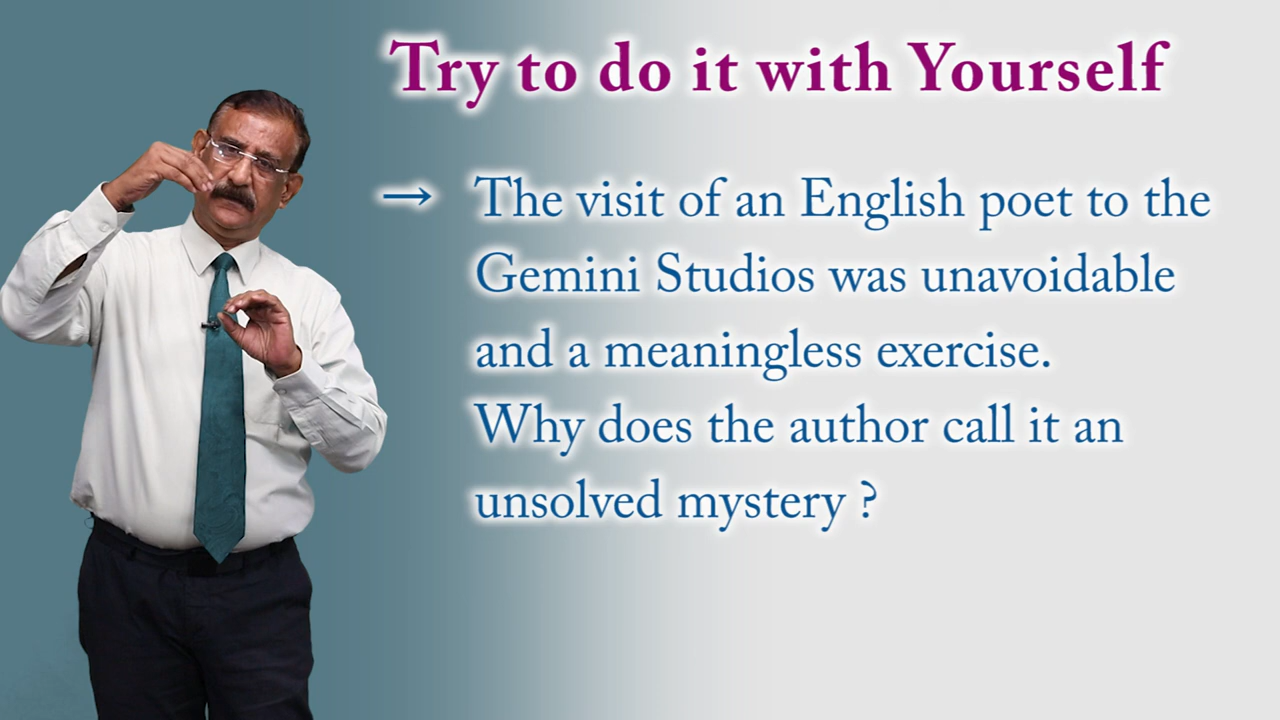 Try to do it with Yourself
→ The visit of an English poet to the
Gemini Studios was unavoidable
and a meaningless exercise.
Why does the author call it an
unsolved mystery ?